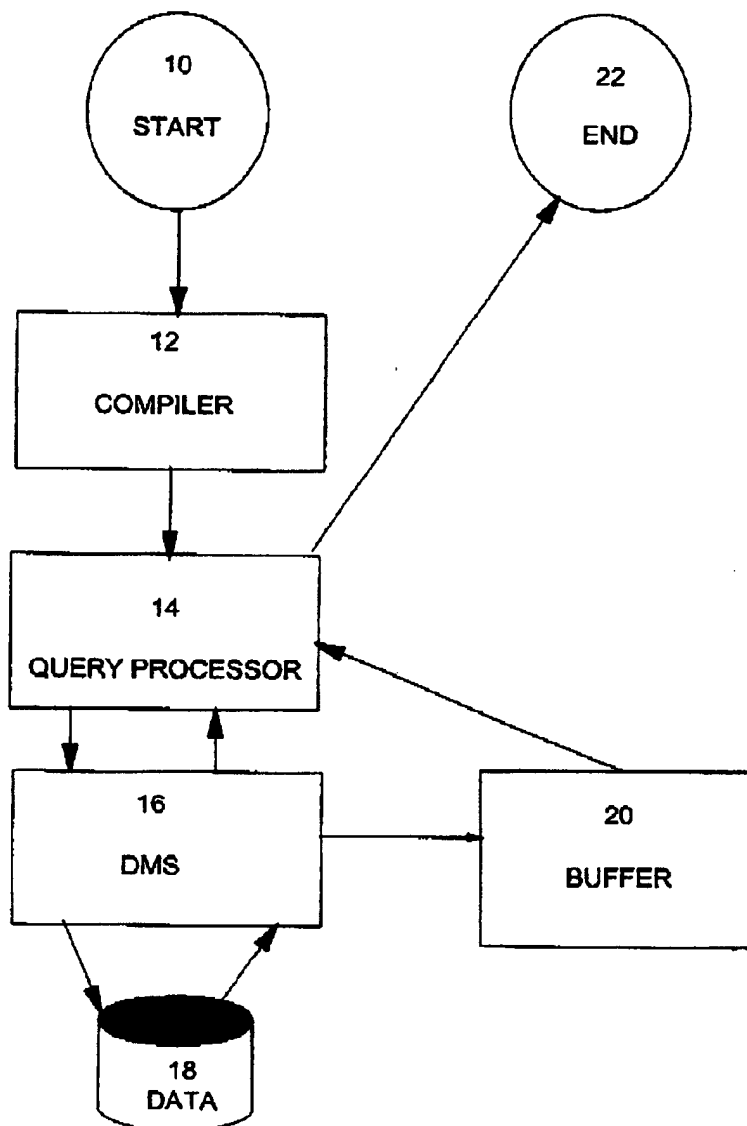 10
START
22
END
12
COMPILER
14
QUERY PROCESSOR
16
DMS
20
BUFFER
18
DATA